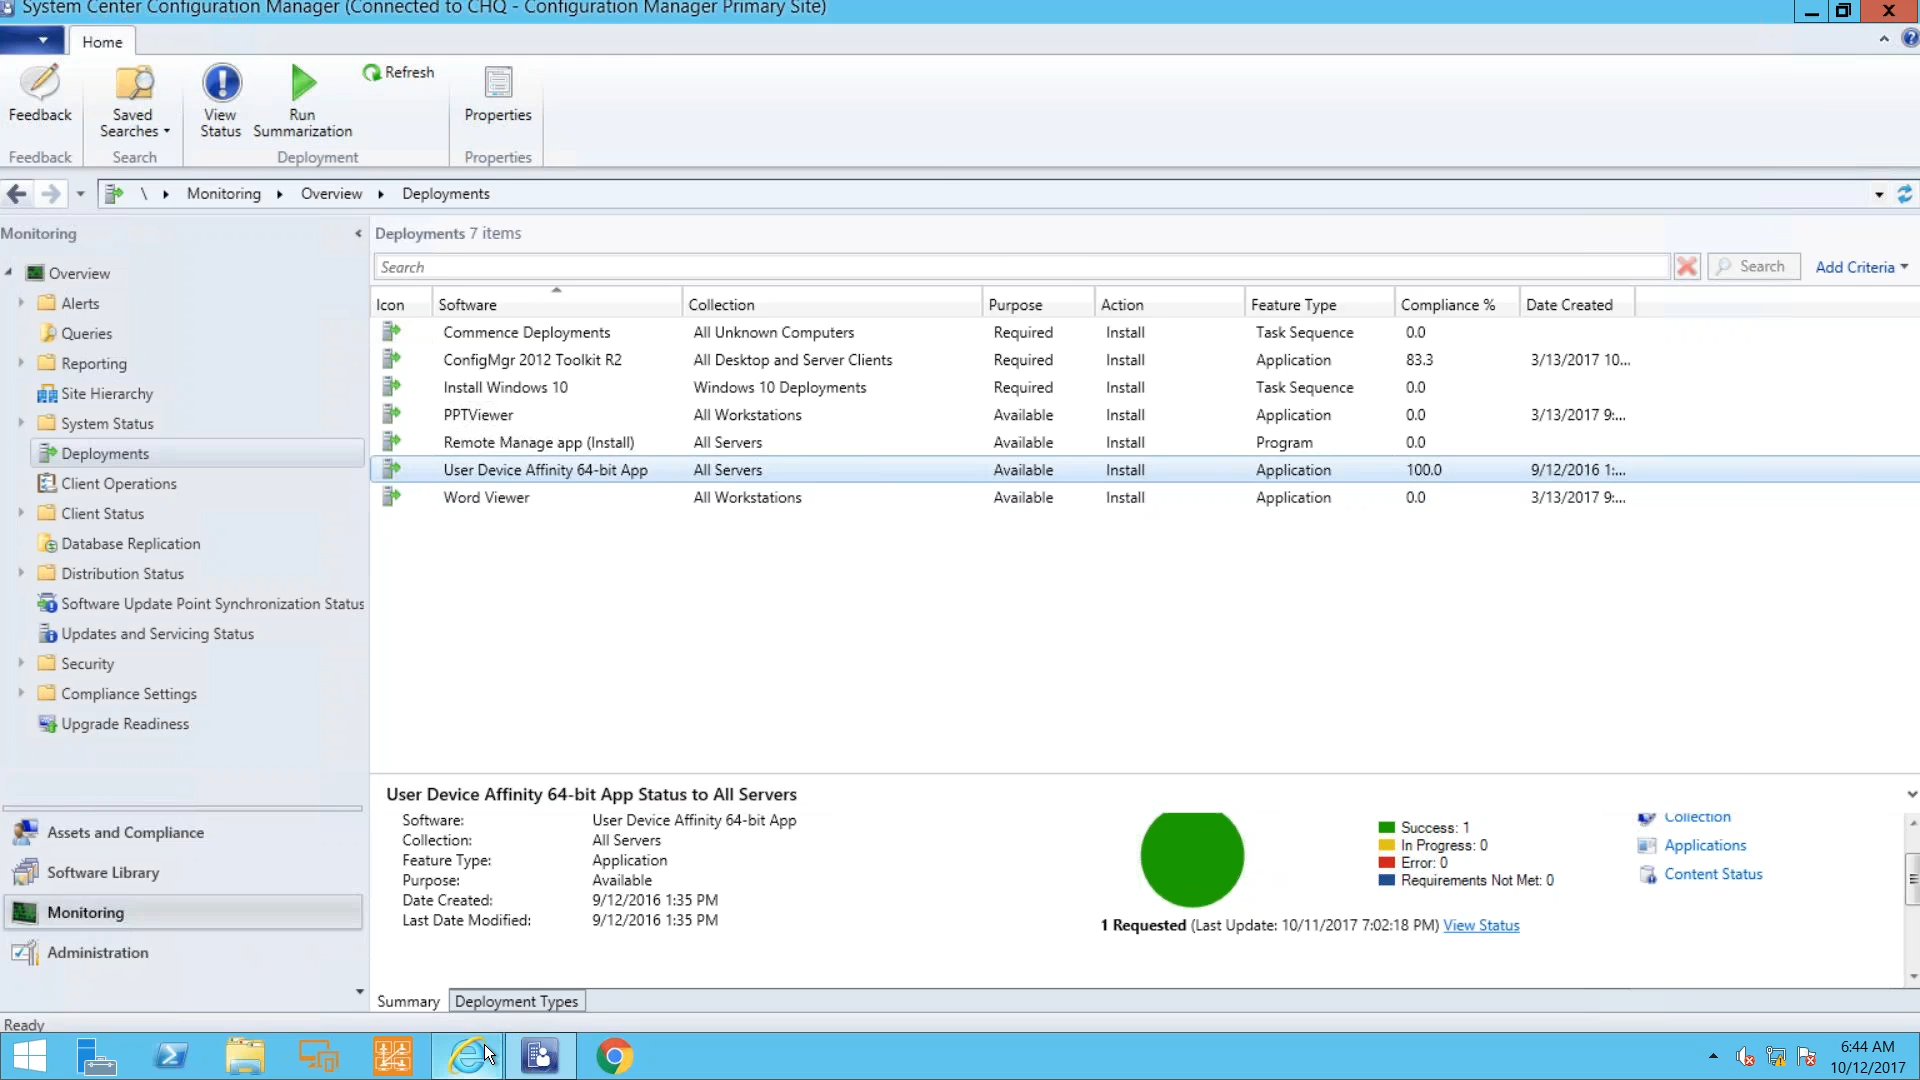 System Center Configuration Manager (Connected to CHQ - Configuration Manager Primary Site)
Home
Feedback
Saved Searches
View Status
Run Summarization
Refresh
Properties
Feedback
Search
Deployment
Properties
\ Monitoring Overview Deployments
Monitoring
Overview
Alerts
Queries
Reporting
Site Hierarchy
System Status
Deployments
Client Operations
Client Status
Database Replication
Distribution Status
Software Update Point Synchronization Status
Updates and Servicing Status
Security
Compliance Settings
Upgrade Readiness
Assets and Compliance
Software Library
Monitoring
Administration
Deployments 7 items
Search
Search
Add Criteria
Icon Software Collection Purpose Action Feature Type Compliance % Date Created
Commence Deployments All Unknown Computers Required Install Task Sequence 0.0
ConfigMgr 2012 Toolkit R2 All Desktop and Server Clients Required Install Application 83.3 3/13/2017 10...
Install Windows 10 Windows 10 Deployments Required Install Task Sequence 0.0
PPTViewer All Workstations Available Install Application 0.0 3/13/2017 9:...
Remote Manage app (Install) All Servers Available Install Program 0.0
User Device Affinity 64-bit App All Servers Available Install Application 100.0 9/12/2016 1:...
Word Viewer All Workstations Available Install Application 0.0 3/13/2017 9:...
User Device Affinity 64-bit App Status to All Servers
Software: User Device Affinity 64-bit App
Collection: All Servers
Feature Type: Application
Purpose: Available
Date Created: 9/12/2016 1:35 PM
Last Date Modified: 9/12/2016 1:35 PM
Success: 1
In Progress: 0
Error: 0
Requirements Not Met: 0
1 Requested (Last Update: 10/11/2017 7:02:18 PM) View Status
Collection
Applications
Content Status
Summary
Deployment Types
Ready
6:44 AM
10/12/2017